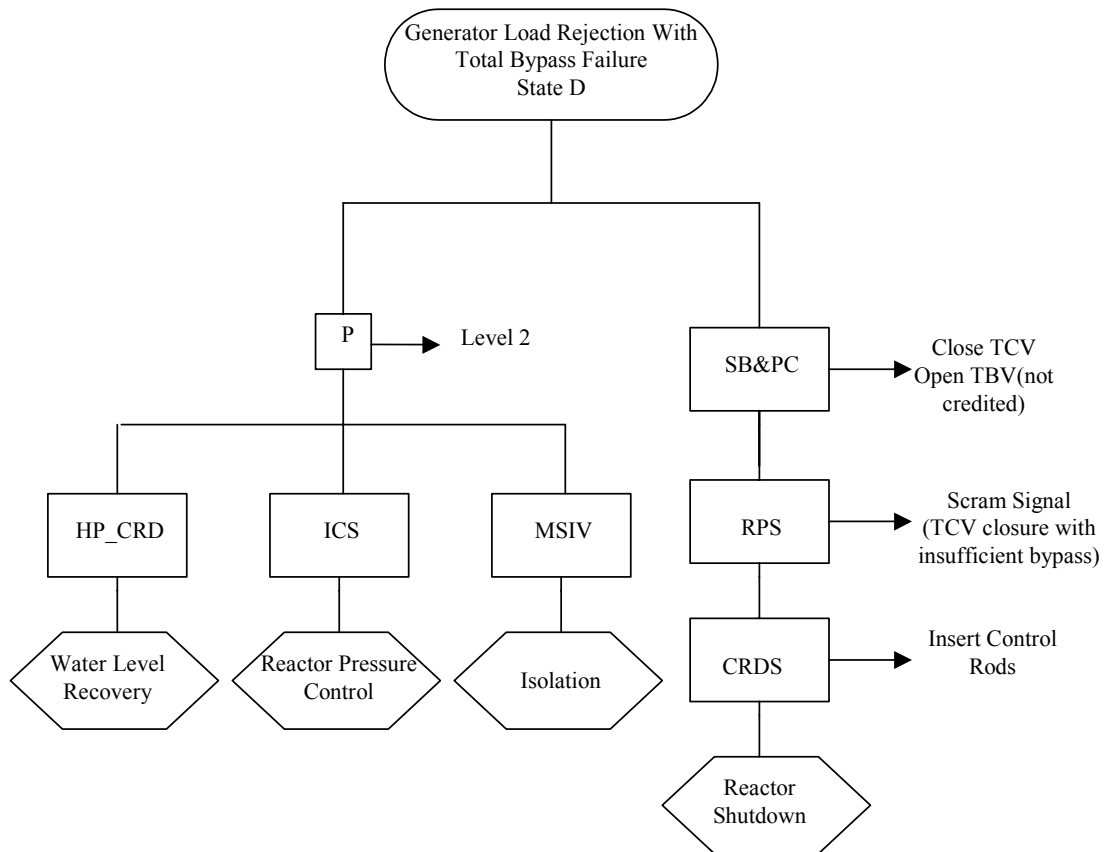 Generator Load Rejection With
Total Bypass Failure
State D
P
Level 2
SB&PC
Close TCV
Open TBV(not
credited)
HP_CRD
ICS
MSIV
RPS
Scram Signal
(TCV closure with
insufficient bypass)
Water Level
Recovery
Reactor Pressure
Control
Isolation
CRDS
Insert Control
Rods
Reactor
Shutdown